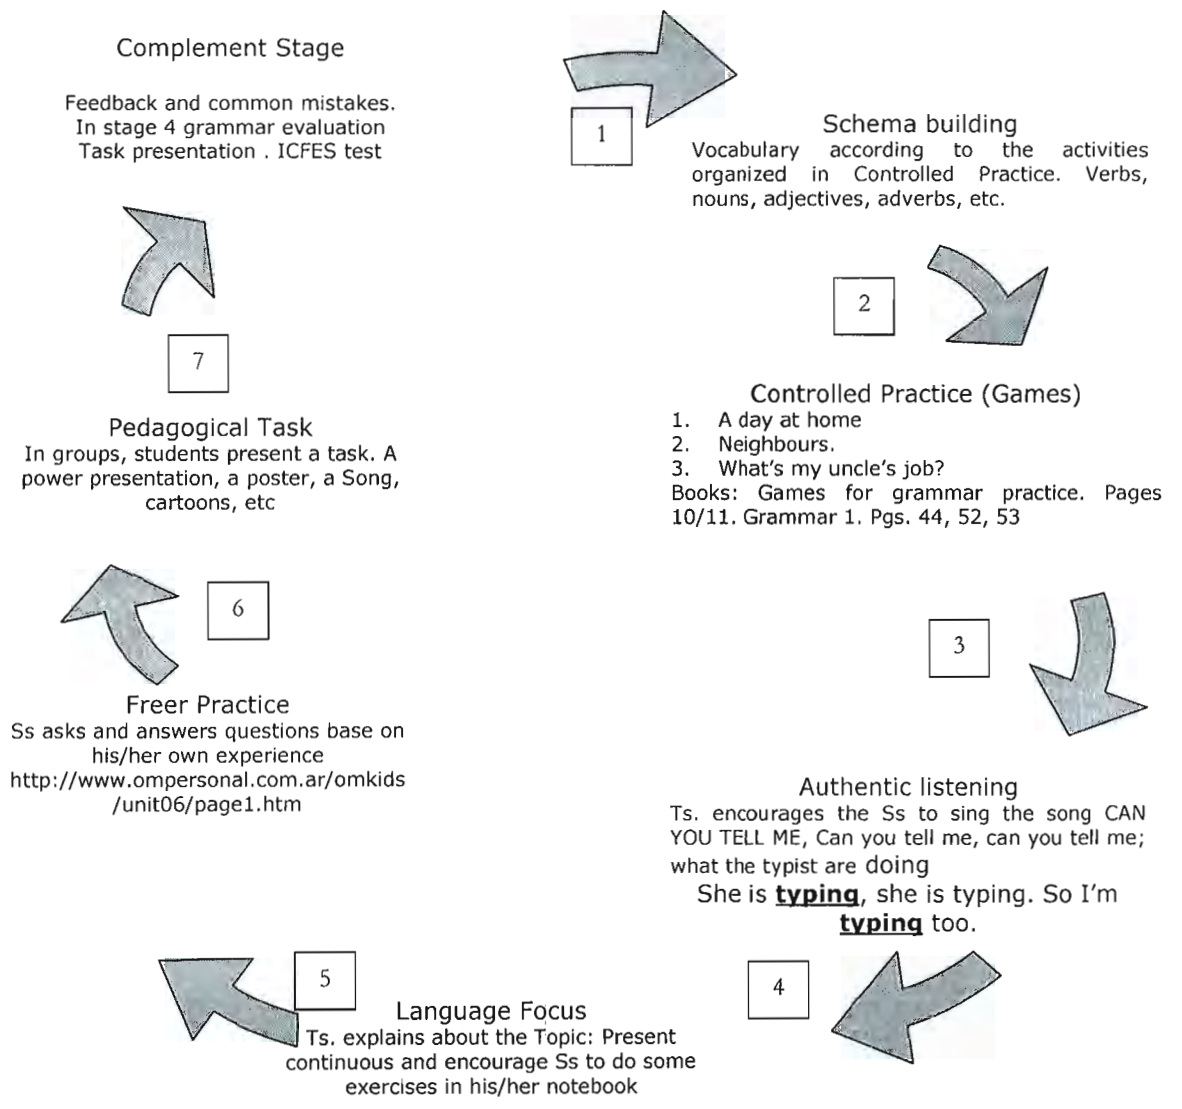 Complement Stage
Feedback and common mistakes.
In stage 4 grammar evaluation
Task presentation . ICFES test
1
Schema building
Vocabulary according to the activities
organized in Controlled Practice. Verbs,
nouns, adjectives, adverbs, etc.
2
Controlled Practice (Games)
1. A day at home
2. Neighbours.
3. What's my uncle's job?
Books: Games for grammar practice. Pages
10/11. Grammar 1. Pgs. 44, 52, 53
3
Authentic listening
Ts. encourages the Ss to sing the song CAN
YOU TELL ME, Can you tell me, can you tell me;
what the typist are doing
She is typing, she is typing. So I'm
typing too.
4
Language Focus
Ts. explains about the Topic: Present
continuous and encourage Ss to do some
exercises in his/her notebook
5
Freer Practice
Ss asks and answers questions base on
his/her own experience
http://www.ompersonal.com.ar/omkids
/unit06/page1.htm
6
Pedagogical Task
In groups, students present a task. A
power presentation, a poster, a Song,
cartoons, etc
7